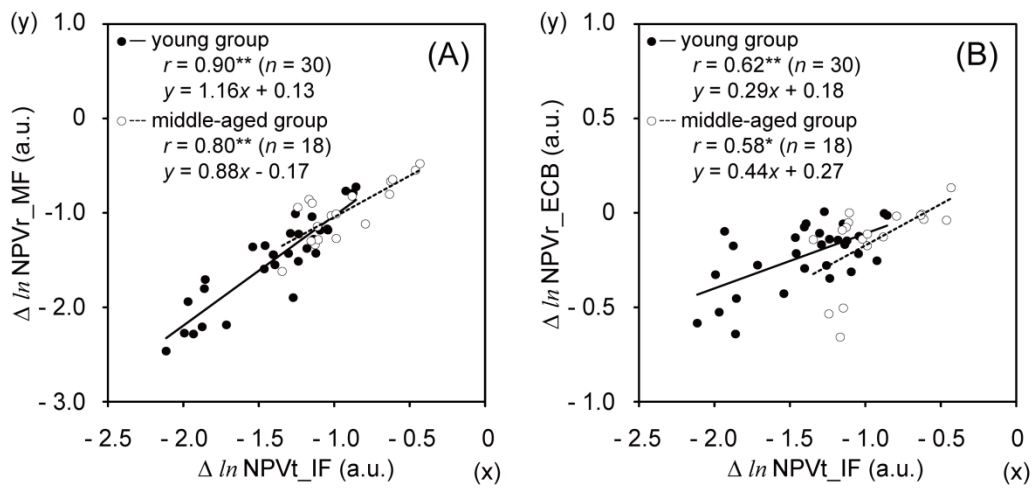 (y)
1.0
0
- 1.0
- 2.0
- 3.0
Δ ln NPVr_MF (a.u.)
young group
r = 0.90** (n = 30)
y = 1.16x + 0.13
middle-aged group
r = 0.80** (n = 18)
y = 0.88x - 0.17
(A)
- 2.5 - 2.0 - 1.5 - 1.0 - 0.5 0
Δ ln NPVt_IF (a.u.)
(x)
(y)
1.0
0.5
0
- 0.5
- 1.0
Δ ln NPVr_ECB (a.u.)
young group
r = 0.62** (n = 30)
y = 0.29x + 0.18
middle-aged group
r = 0.58* (n = 18)
y = 0.44x + 0.27
(B)
- 2.5 - 2.0 - 1.5 - 1.0 - 0.5 0
Δ ln NPVt_IF (a.u.)
(x)